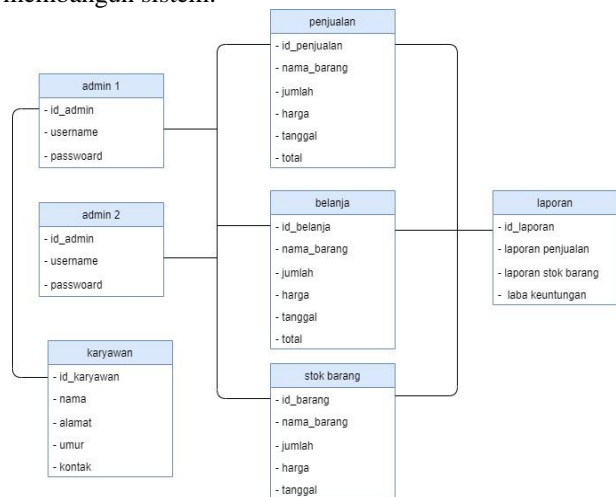 membangun sistem.
penjualan
- id_penjualan
- nama_barang
- jumlah
- harga
- tanggal
- total
admin 1
- id_admin
- username
- passwoard
admin 2
- id_admin
- username
- passwoard
karyawan
- id_karyawan
- nama
- alamat
- umur
- kontak
belanja
- id_belanja
- nama_barang
- jumlah
- harga
- tanggal
- total
stok barang
- id_barang
- nama_barang
- jumlah
- harga
- tanggal
laporan
- id_laporan
- laporan penjualan
- laporan stok barang
- laba keuntungan